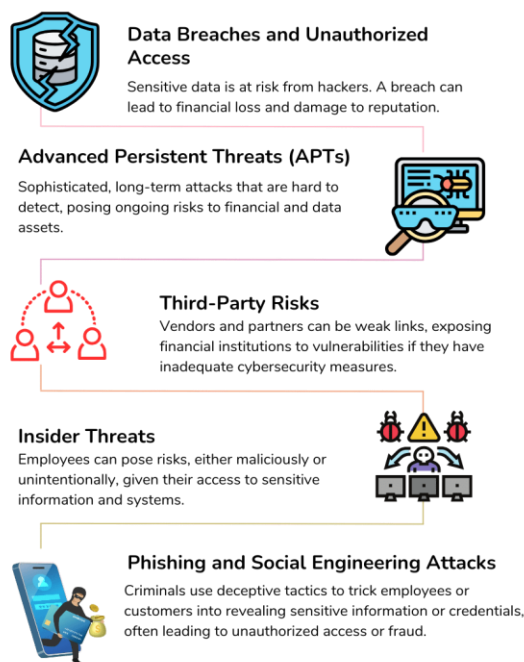 Data Breaches and Unauthorized
Access
Sensitive data is at risk from hackers. A breach can
lead to financial loss and damage to reputation.
Advanced Persistent Threats (APTs)
Sophisticated, long-term attacks that are hard to
detect, posing ongoing risks to financial and data
assets.
Third-Party Risks
Vendors and partners can be weak links, exposing
financial institutions to vulnerabilities if they have
inadequate cybersecurity measures.
Insider Threats
Employees can pose risks, either maliciously or
unintentionally, given their access to sensitive
information and systems.
Phishing and Social Engineering Attacks
Criminals use deceptive tactics to trick employees or
customers into revealing sensitive information or credentials,
often leading to unauthorized access or fraud.